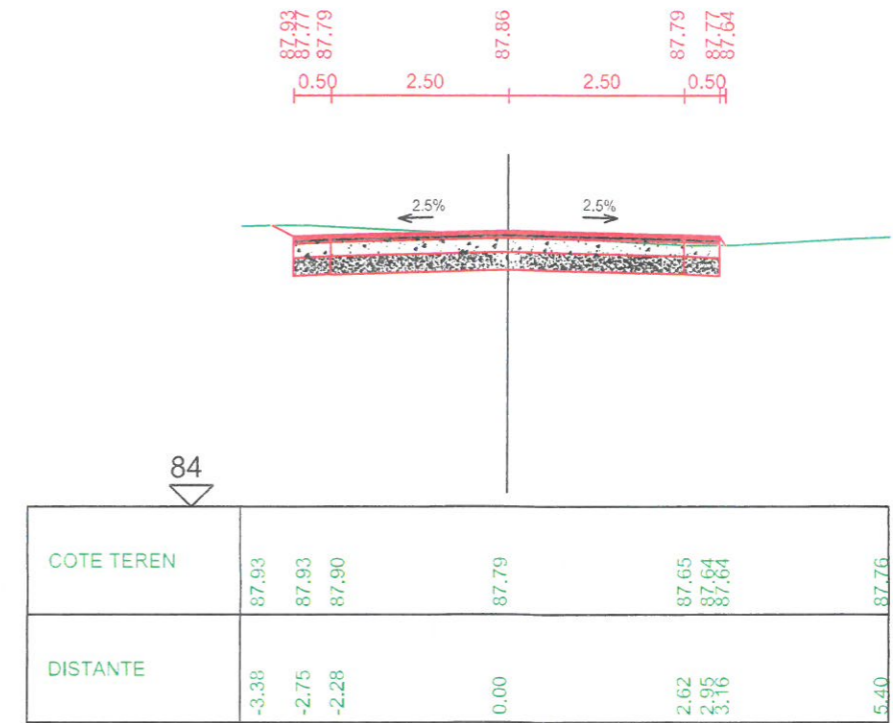 87.93 87.77 87.79 87.86 87.79 87.77 87.64
0.50 2.50 2.50 0.50
2.5% 2.5%
84
COTE TEREN 87.93 87.93 87.90 87.79 87.65 87.64 87.64 87.76
DISTANTE -3.38 -2.75 -2.28 0.00 2.62 2.95 3.16 5.40